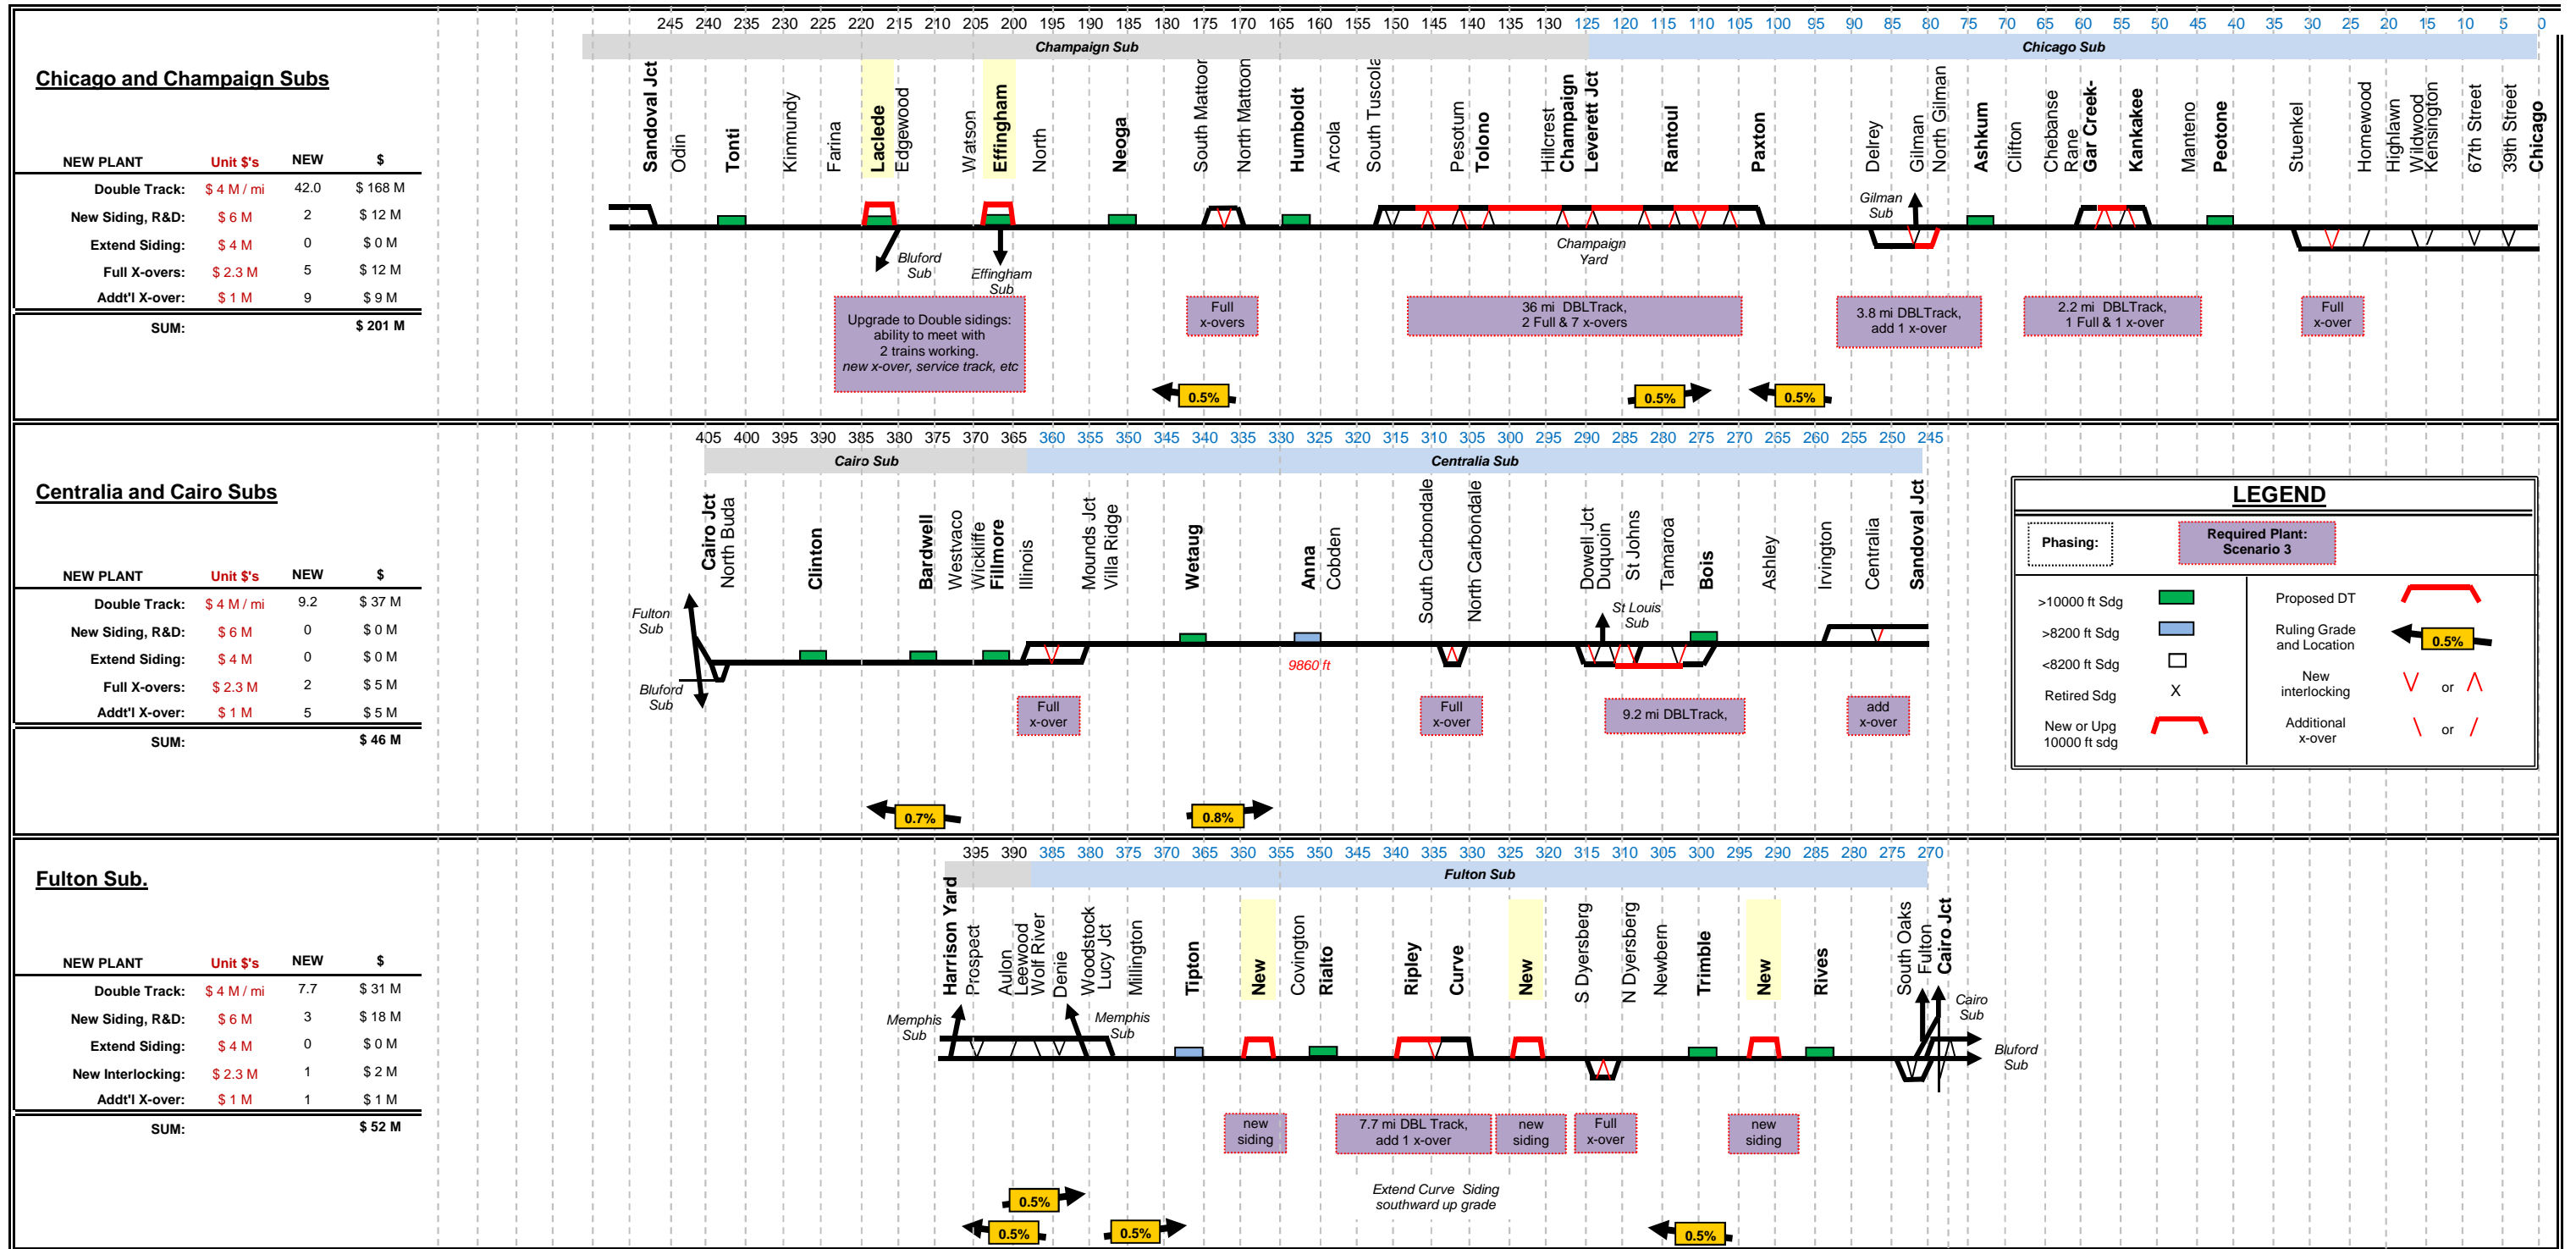 245 240 235 230 225 220 215 210 205 200 195 190 185 180 175 170 165 160 155 150 145 140 135 130 125 120 115 110 105 100 95 90 85 80 75 70 65 60 55 50 45 40 35 30 25 20 15 10 5 0
Champaign Sub
Chicago Sub
Chicago and Champaign Subs
Sandoval Jct
Odin
Tonti
Kinmundy
Farina
Laclede
Edgewood
Watson
Effingham
North
Neoga
South Mattoon
North Mattoon
Humboldt
Arcola
South Tuscola
Pesotum
Tolono
Hillcrest
Champaign
Leverett Jct
Rantoul
Paxton
Delrey
Gilman
North Gilman
Ashkum
Clifton
Chebanse
Rane
Gar Creek-
Kankakee
Manteno
Peotone
Stuenkel
Homewood
Highlawn
Wildwood
Kensington
67th Street
39th Street
Chicago
NEW PLANT Unit $'s NEW $
Double Track: $ 4 M / mi 42.0 $ 168 M
New Siding, R&D: $ 6 M 2 $ 12 M
Extend Siding: $ 4 M 0 $ 0 M
Full X-overs: $ 2.3 M 5 $ 12 M
Addt'l X-over: $ 1 M 9 $ 9 M
SUM: $ 201 M
Bluford
Sub
Effingham
Sub
Champaign
Yard
Gilman
Sub
Upgrade to Double sidings:
ability to meet with
2 trains working.
new x-over, service track, etc
Full
x-overs
36 mi DBLTrack,
2 Full & 7 x-overs
3.8 mi DBLTrack,
add 1 x-over
2.2 mi DBLTrack,
1 Full & 1 x-over
Full
x-over
0.5%
0.5%
0.5%
405 400 395 390 385 380 375 370 365 360 355 350 345 340 335 330 325 320 315 310 305 300 295 290 285 280 275 270 265 260 255 250 245
Cairo Sub
Centralia Sub
Centralia and Cairo Subs
Cairo Jct
North Buda
Clinton
Bardwell
Westvaco
Wickliffe
Fillmore
Illinois
Mounds Jct
Villa Ridge
Wetaug
Anna
Cobden
South Carbondale
North Carbondale
Dowell Jct
Duquoin
St Johns
Tamaroa
Bois
Ashley
Irvington
Centralia
Sandoval Jct
NEW PLANT Unit $'s NEW $
Double Track: $ 4 M / mi 9.2 $ 37 M
New Siding, R&D: $ 6 M 0 $ 0 M
Extend Siding: $ 4 M 0 $ 0 M
Full X-overs: $ 2.3 M 2 $ 5 M
Addt'l X-over: $ 1 M 5 $ 5 M
SUM: $ 46 M
Fulton
Sub
Bluford
Sub
St Louis
Sub
9860 ft
Full
x-over
Full
x-over
9.2 mi DBLTrack,
add
x-over
0.7%
0.8%
LEGEND
Phasing:
Required Plant:
Scenario 3
>10000 ft Sdg
>8200 ft Sdg
<8200 ft Sdg
Retired Sdg X
New or Upg
10000 ft sdg
Proposed DT
Ruling Grade
and Location
0.5%
New
interlocking
or
Additional
x-over
or
395 390 385 380 375 370 365 360 355 350 345 340 335 330 325 320 315 310 305 300 295 290 285 280 275 270
Fulton Sub
Fulton Sub.
Harrison Yard
Prospect
Aulon
Leewood
Wolf River
Denie
Woodstock
Lucy Jct
Millington
Tipton
New
Covington
Rialto
Ripley
Curve
New
S Dyersberg
N Dyersberg
Newbern
Trimble
New
Rives
South Oaks
Fulton
Cairo Jct
NEW PLANT Unit $'s NEW $
Double Track: $ 4 M / mi 7.7 $ 31 M
New Siding, R&D: $ 6 M 3 $ 18 M
Extend Siding: $ 4 M 0 $ 0 M
New Interlocking: $ 2.3 M 1 $ 2 M
Addt'l X-over: $ 1 M 1 $ 1 M
SUM: $ 52 M
Memphis
Sub
Memphis
Sub
Cairo
Sub
Bluford
Sub
new
siding
7.7 mi DBL Track,
add 1 x-over
new
siding
Full
x-over
new
siding
Extend Curve Siding
southward up grade
0.5%
0.5%
0.5%
0.5%